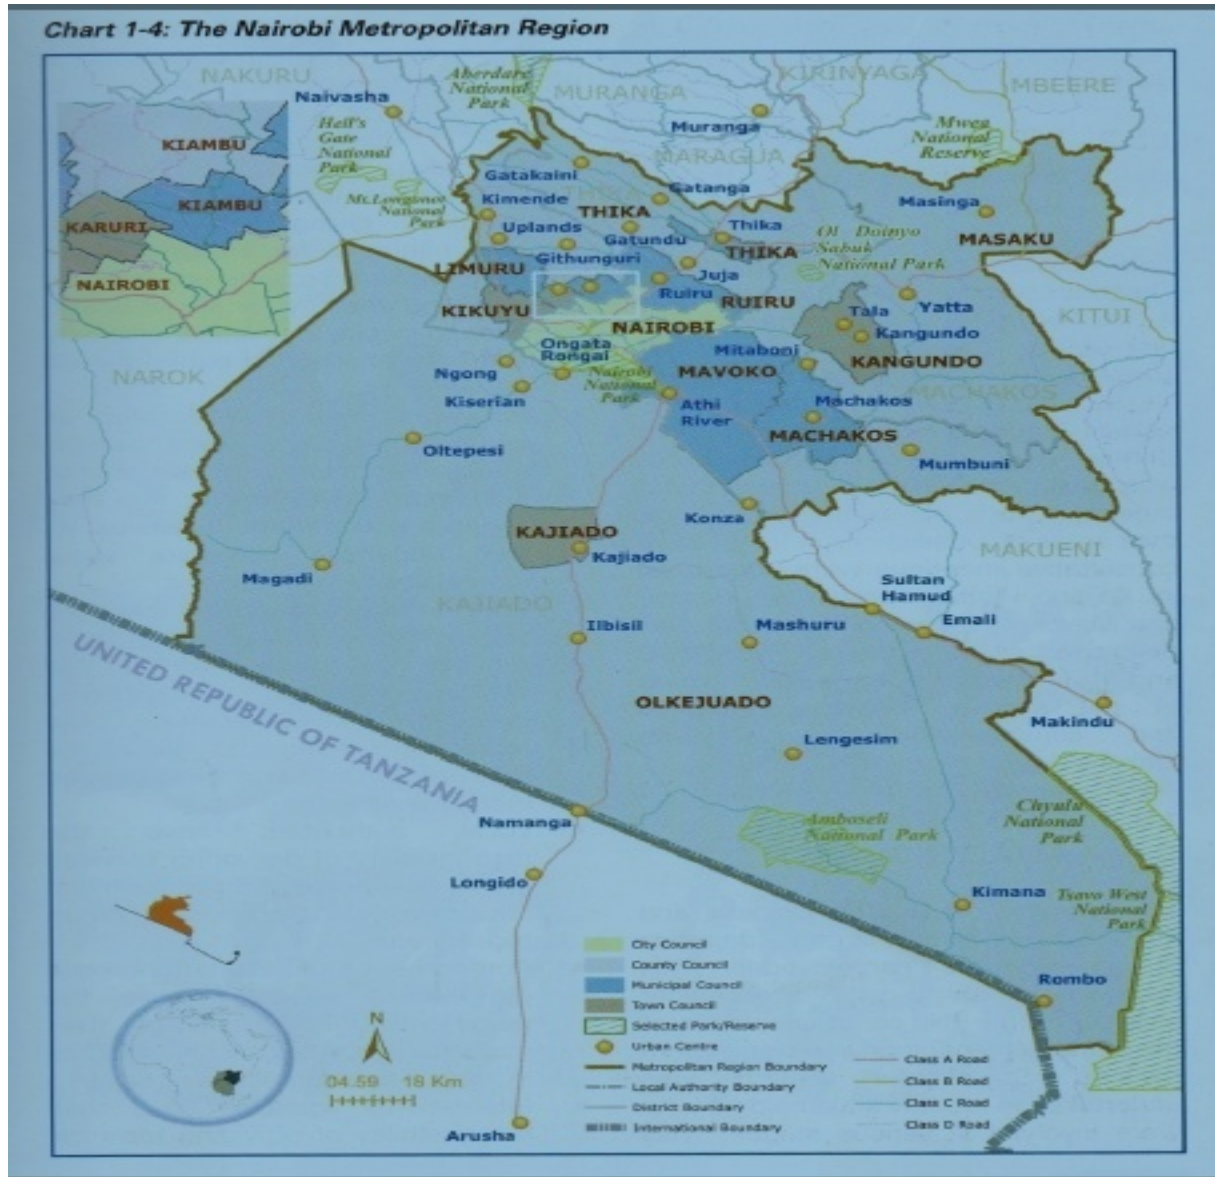 Chart 1-4: The Nairobi Metropolitan Region
NAKURU
Aberdare
National
Park
MURANGA
KIRINYAGA
MBEERE
Naivasha
Hell's
Gate
National
Park
Muranga
Mwea
National
Reserve
KIAMBU
MARAGUA
Gatakaini
Gatanga
Mt.Longonot
National
Park
Kimende
THIKA
THIKA
Masinga
KIAMBU
KARURI
Uplands
Gatundu
Thika
Ol Doinyo
Sabuk
National Park
MASAKU
Githunguri
THIKA
LIMURU
Juja
NAIROBI
Ruiru
RUIRU
KIKUYU
Tala
Yatta
KITUI
NAIROBI
Kangundo
Ongata
Rongai
Mitaboni
KANGUNDO
NAROK
Ngong
Nairobi
National
Park
MAVOKO
MACHAKOS
Kiserian
Athi
River
Machakos
Oltepesi
MACHAKOS
Mumbuni
Konza
KAJIADO
Kajiado
MAKUENI
Magadi
KAJIADO
Sultan
Hamud
Ilbisil
Mashuru
Emali
UNITED REPUBLIC OF TANZANIA
OLKEJUADO
Makindu
Lengesim
Namanga
Amboseli
National Park
Chyulu
National
Park
Longido
Kimana
Tsavo West
National
Park
Rombo
City Council
County Council
Municipal Council
Town Council
Selected Park/Reserve
Urban Centre
Metropolitan Region Boundary
Local Authority Boundary
District Boundary
International Boundary
Class A Road
Class B Road
Class C Road
Class D Road
N
04.59 18 Km
Arusha